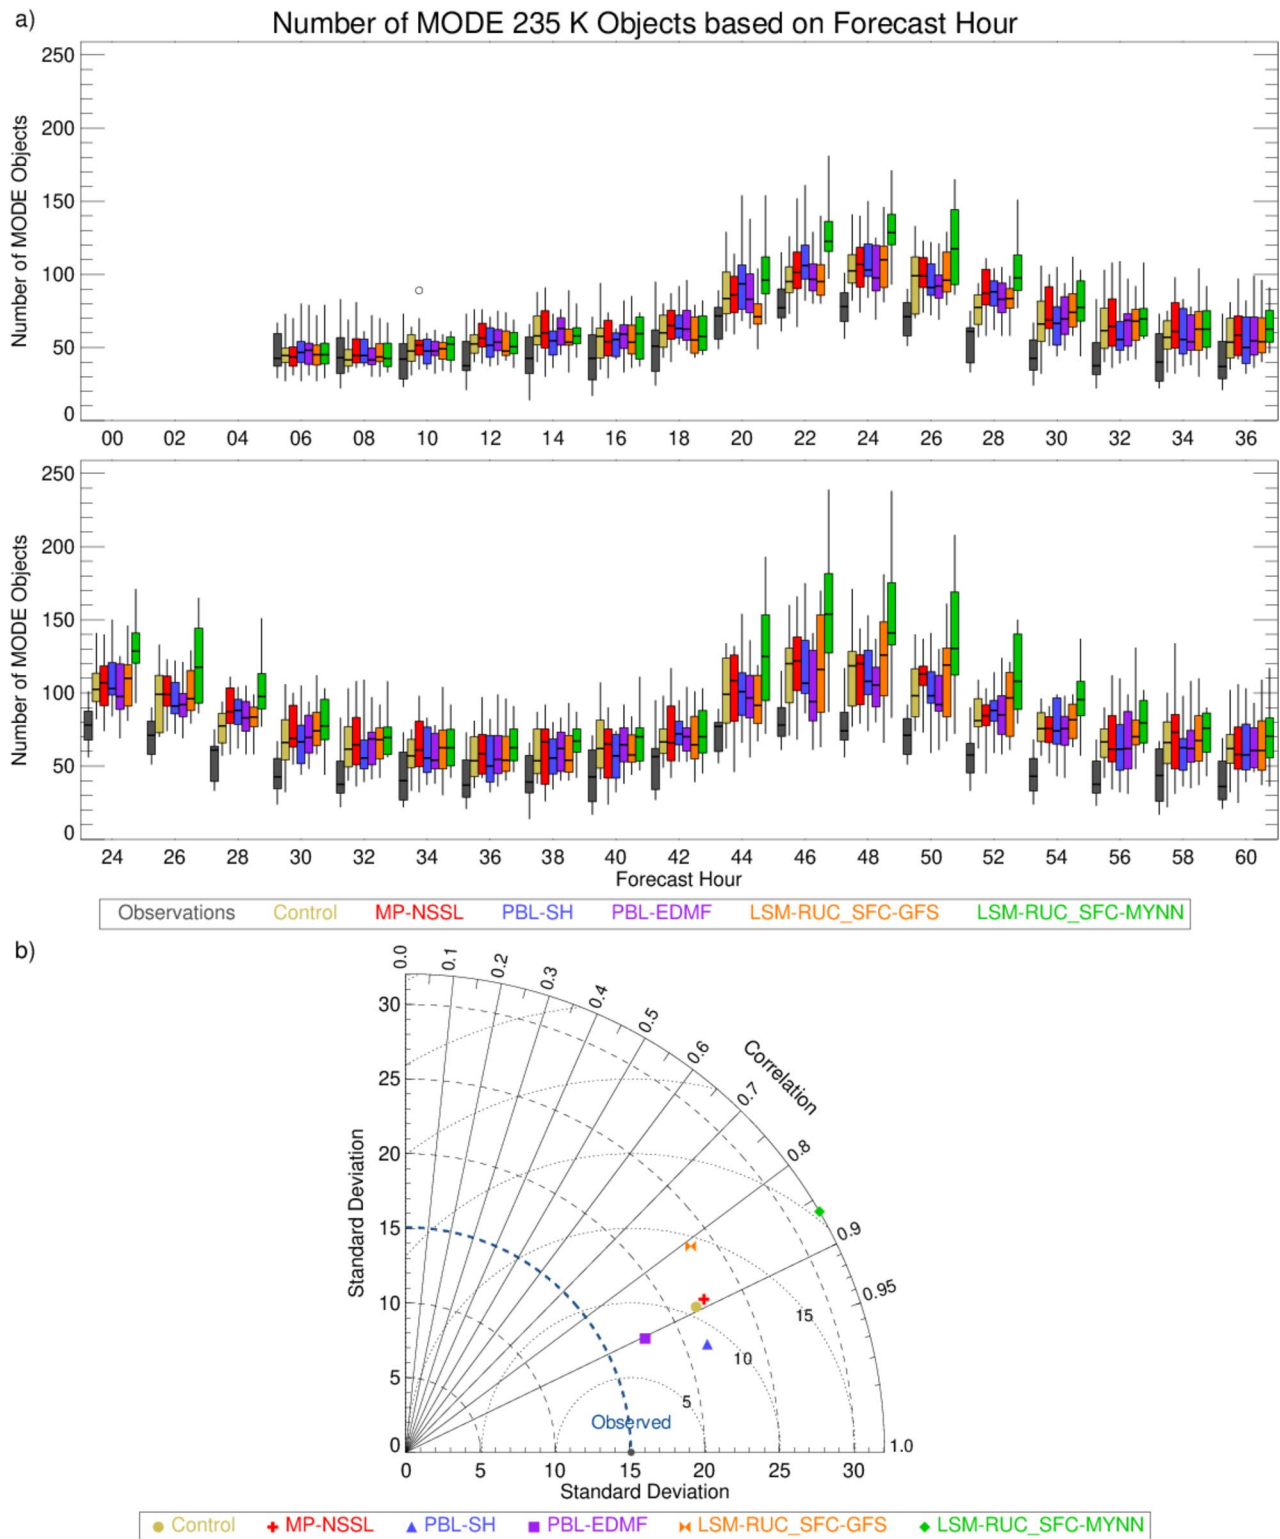 a)
Number of MODE 235 K Objects based on Forecast Hour
Number of MODE Objects
250
200
150
100
50
0
00 02 04 06 08 10 12 14 16 18 20 22 24 26 28 30 32 34 36
Number of MODE Objects
250
200
150
100
50
0
24 26 28 30 32 34 36 38 40 42 44 46 48 50 52 54 56 58 60
Forecast Hour
Observations Control MP-NSSL PBL-SH PBL-EDMF LSM-RUC_SFC-GFS LSM-RUC_SFC-MYNN
b)
0.0 0.1 0.2 0.3 0.4 0.5 0.6 0.7 0.8 0.9 0.95 1.0
Correlation
Standard Deviation
30
25
20
15
10
5
0
15
10
5
Observed
0 5 10 15 20 25 30
Standard Deviation
Control MP-NSSL PBL-SH PBL-EDMF LSM-RUC_SFC-GFS LSM-RUC_SFC-MYNN